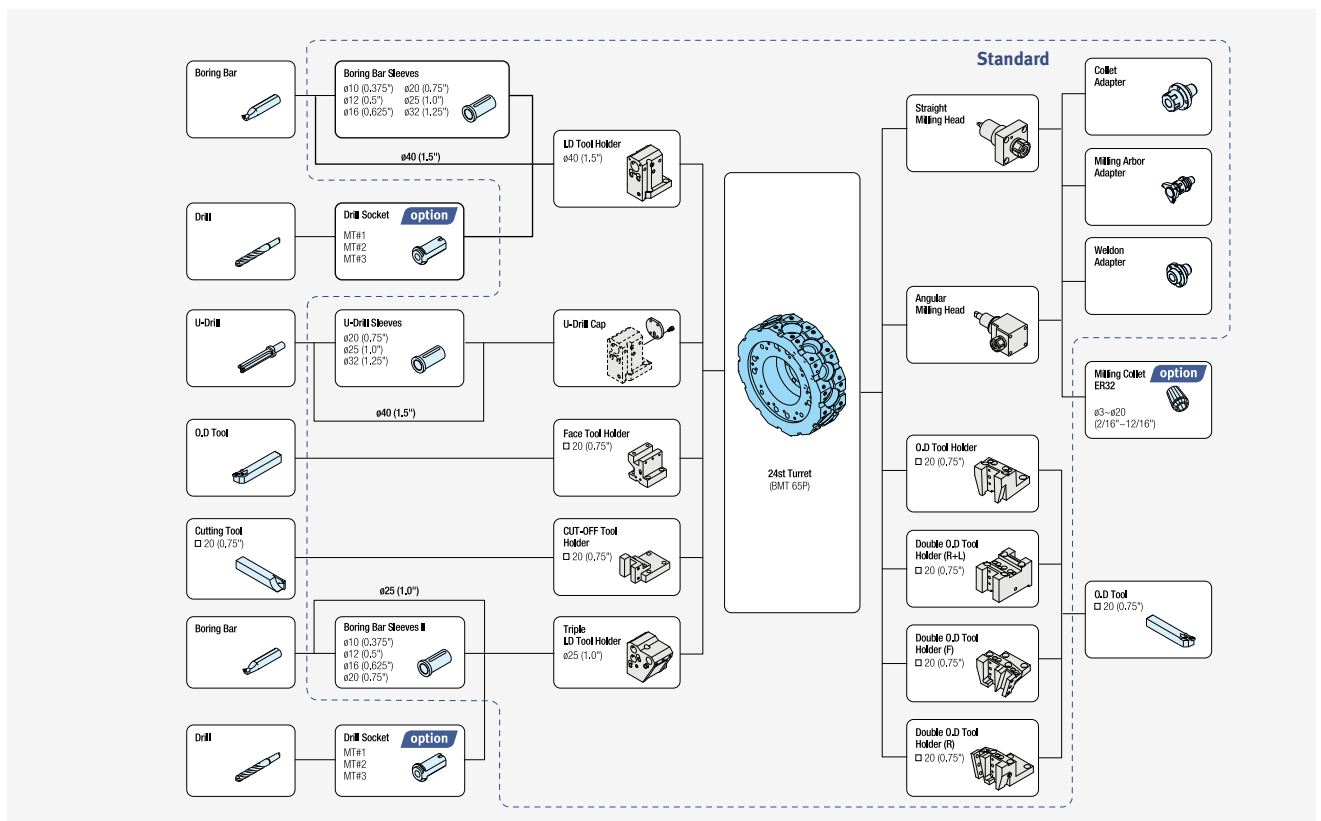 Standard
Boring Bar
Boring Bar Sleeves
ø10 (0.375") ø20 (0.75")
ø12 (0.5") ø25 (1.0")
ø16 (0.625") ø32 (1.25")
ø40 (1.5")
I.D Tool Holder
ø40 (1.5")
Drill
Drill Socket
option
MT#1
MT#2
MT#3
U-Drill
U-Drill Sleeves
ø20 (0.75")
ø25 (1.0")
ø32 (1.25")
ø40 (1.5")
U-Drill Cap
O.D Tool
Face Tool Holder
□ 20 (0.75")
Cutting Tool
□ 20 (0.75")
CUT-OFF Tool
Holder
□ 20 (0.75")
ø25 (1.0")
Boring Bar
Boring Bar Sleeves II
ø10 (0.375")
ø12 (0.5")
ø16 (0.625")
ø20 (0.75")
Triple
I.D Tool Holder
ø25 (1.0")
Drill
Drill Socket
option
MT#1
MT#2
MT#3
24st Turret
(BMT 65P)
Straight
Milling Head
Angular
Milling Head
Collet
Adapter
Milling Arbor
Adapter
Weldon
Adapter
Milling Collet
ER32
option
ø3~ø20
(2/16"~12/16")
O.D Tool Holder
□ 20 (0.75")
Double O.D Tool
Holder (R+L)
□ 20 (0.75")
Double O.D Tool
Holder (F)
□ 20 (0.75")
Double O.D Tool
Holder (R)
□ 20 (0.75")
O.D Tool
□ 20 (0.75")